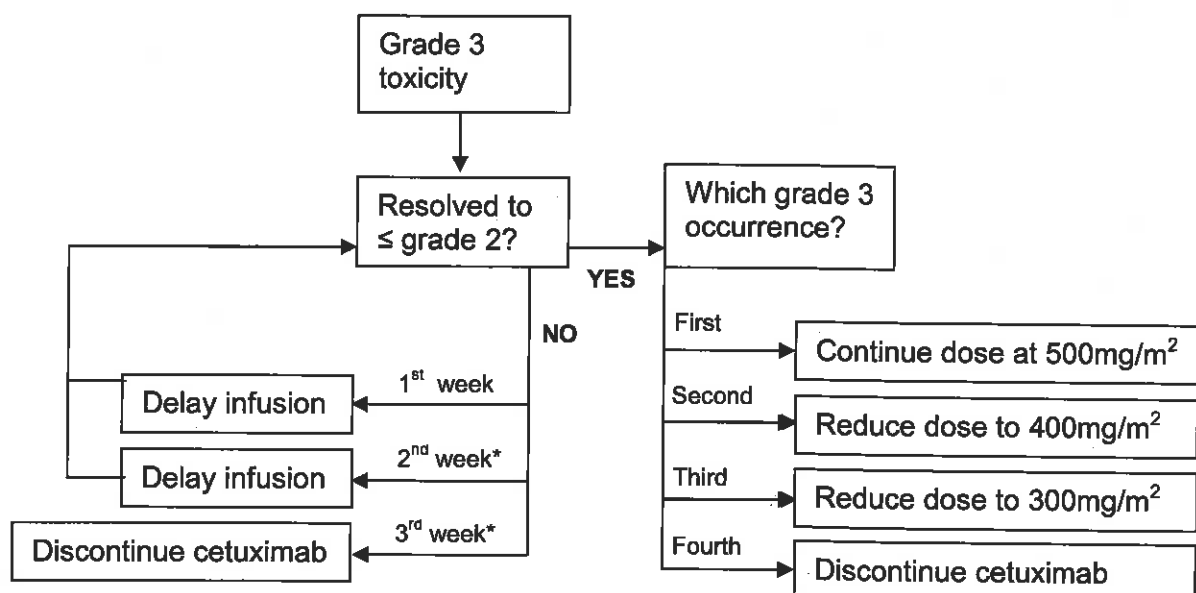 Grade 3
toxicity
Resolved to
≤ grade 2?
YES
NO
Which grade 3
occurrence?
1st week
Delay infusion
2nd week*
Delay infusion
3rd week*
Discontinue cetuximab
First
Continue dose at 500mg/m²
Second
Reduce dose to 400mg/m²
Third
Reduce dose to 300mg/m²
Fourth
Discontinue cetuximab